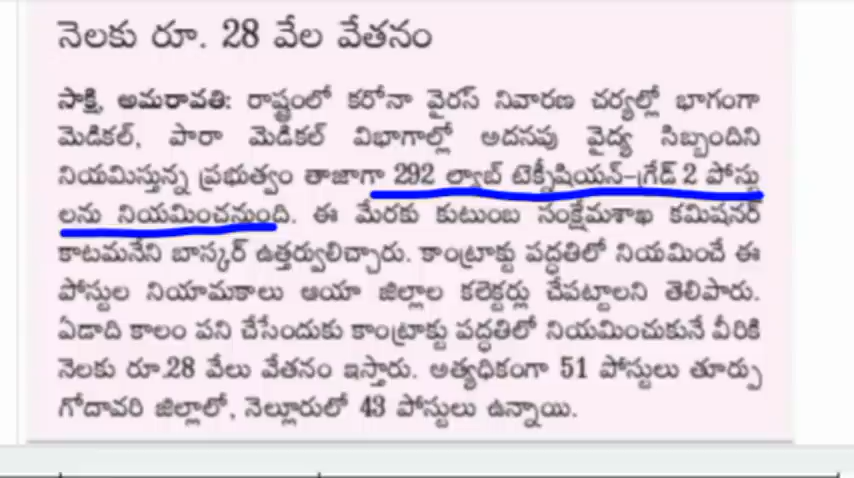 నెలకు రూ. 28 వేల వేతనం
సాక్షి, అమరావతి: రాష్ట్రంలో కరోనా వైరస్ నివారణ చర్యల్లో భాగంగా
మెడికల్, పారా మెడికల్ విభాగాల్లో అదనపు వైద్య సిబ్బందిని
నియమిస్తున్న ప్రభుత్వం తాజాగా 292 ల్యాబ్ టెక్నీషియన్–గ్రేడ్ 2 పోస్టు
లను నియమించనుంది. ఈ మేరకు కుటుంబ సంక్షేమశాఖ కమిషనర్
కాటమనేని బాస్కర్ ఉత్తర్వులిచ్చారు. కాంట్రాక్టు పద్ధతిలో నియమించే ఈ
పోస్టుల నియామకాలు ఆయా జిల్లాల కలెక్టర్లు చేపట్టాలని తెలిపారు.
ఏడాది కాలం పని చేసేందుకు కాంట్రాక్టు పద్ధతిలో నియమించుకునే వీరికి
నెలకు రూ.28 వేలు వేతనం ఇస్తారు. అత్యధికంగా 51 పోస్టులు తూర్పు
గోదావరి జిల్లాలో, నెల్లూరులో 43 పోస్టులు ఉన్నాయి.